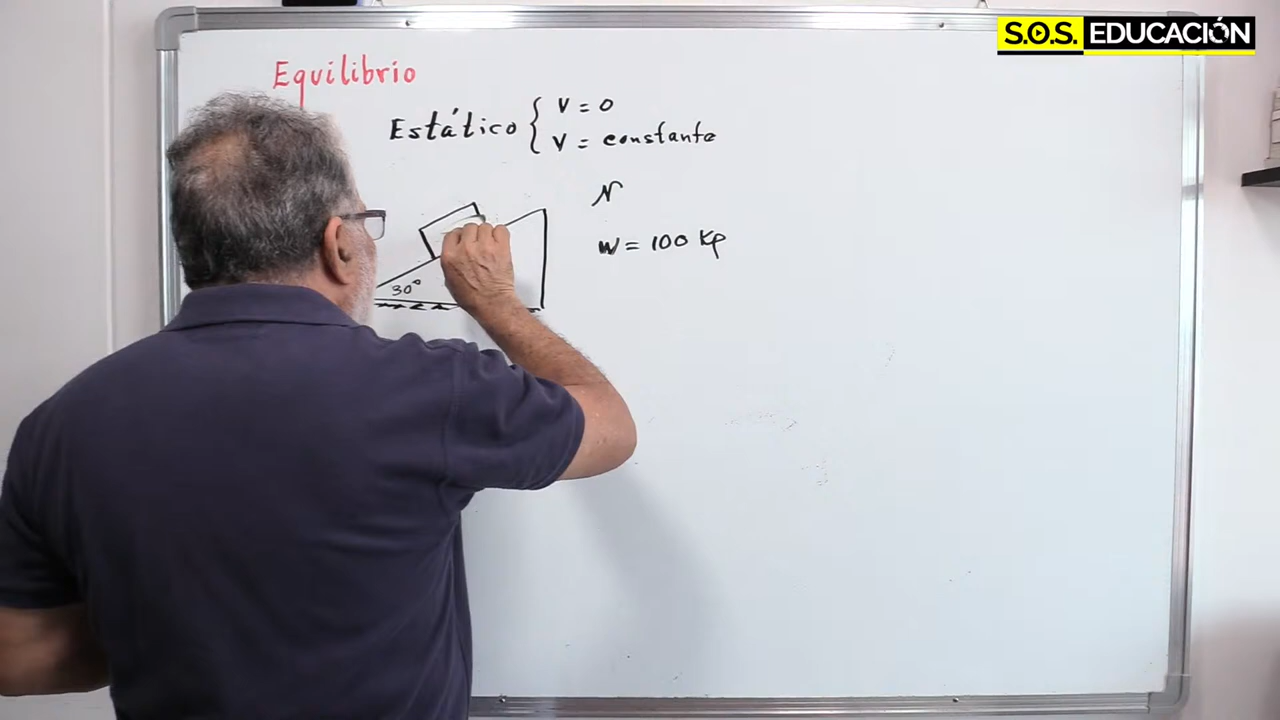 S.O.S. EDUCACIÓN
Equilibrio
Estático { V = 0
V = constante
N
W = 100 Kp
30°